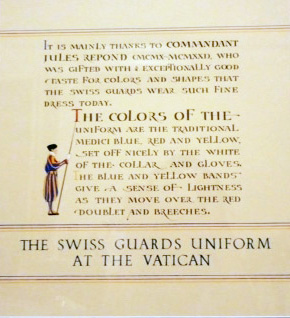 IT IS MAINLY THANKS TO COMMANDANT
JULES REPOND (MCMX-MCMXXI), WHO
WAS GIFTED WITH EXCEPTIONALLY GOOD
TASTE FOR COLORS AND SHAPES THAT
THE SWISS GUARDS WEAR SUCH FINE
DRESS TODAY.
THE COLORS OF THE
UNIFORM ARE THE TRADITIONAL
MEDICI BLUE, RED AND YELLOW,
SET OFF NICELY BY THE WHITE
OF THE COLLAR AND GLOVES.
THE BLUE AND YELLOW BANDS
GIVE A SENSE OF LIGHTNESS
AS THEY MOVE OVER THE RED
DOUBLET AND BREECHES.
THE SWISS GUARDS UNIFORM
AT THE VATICAN